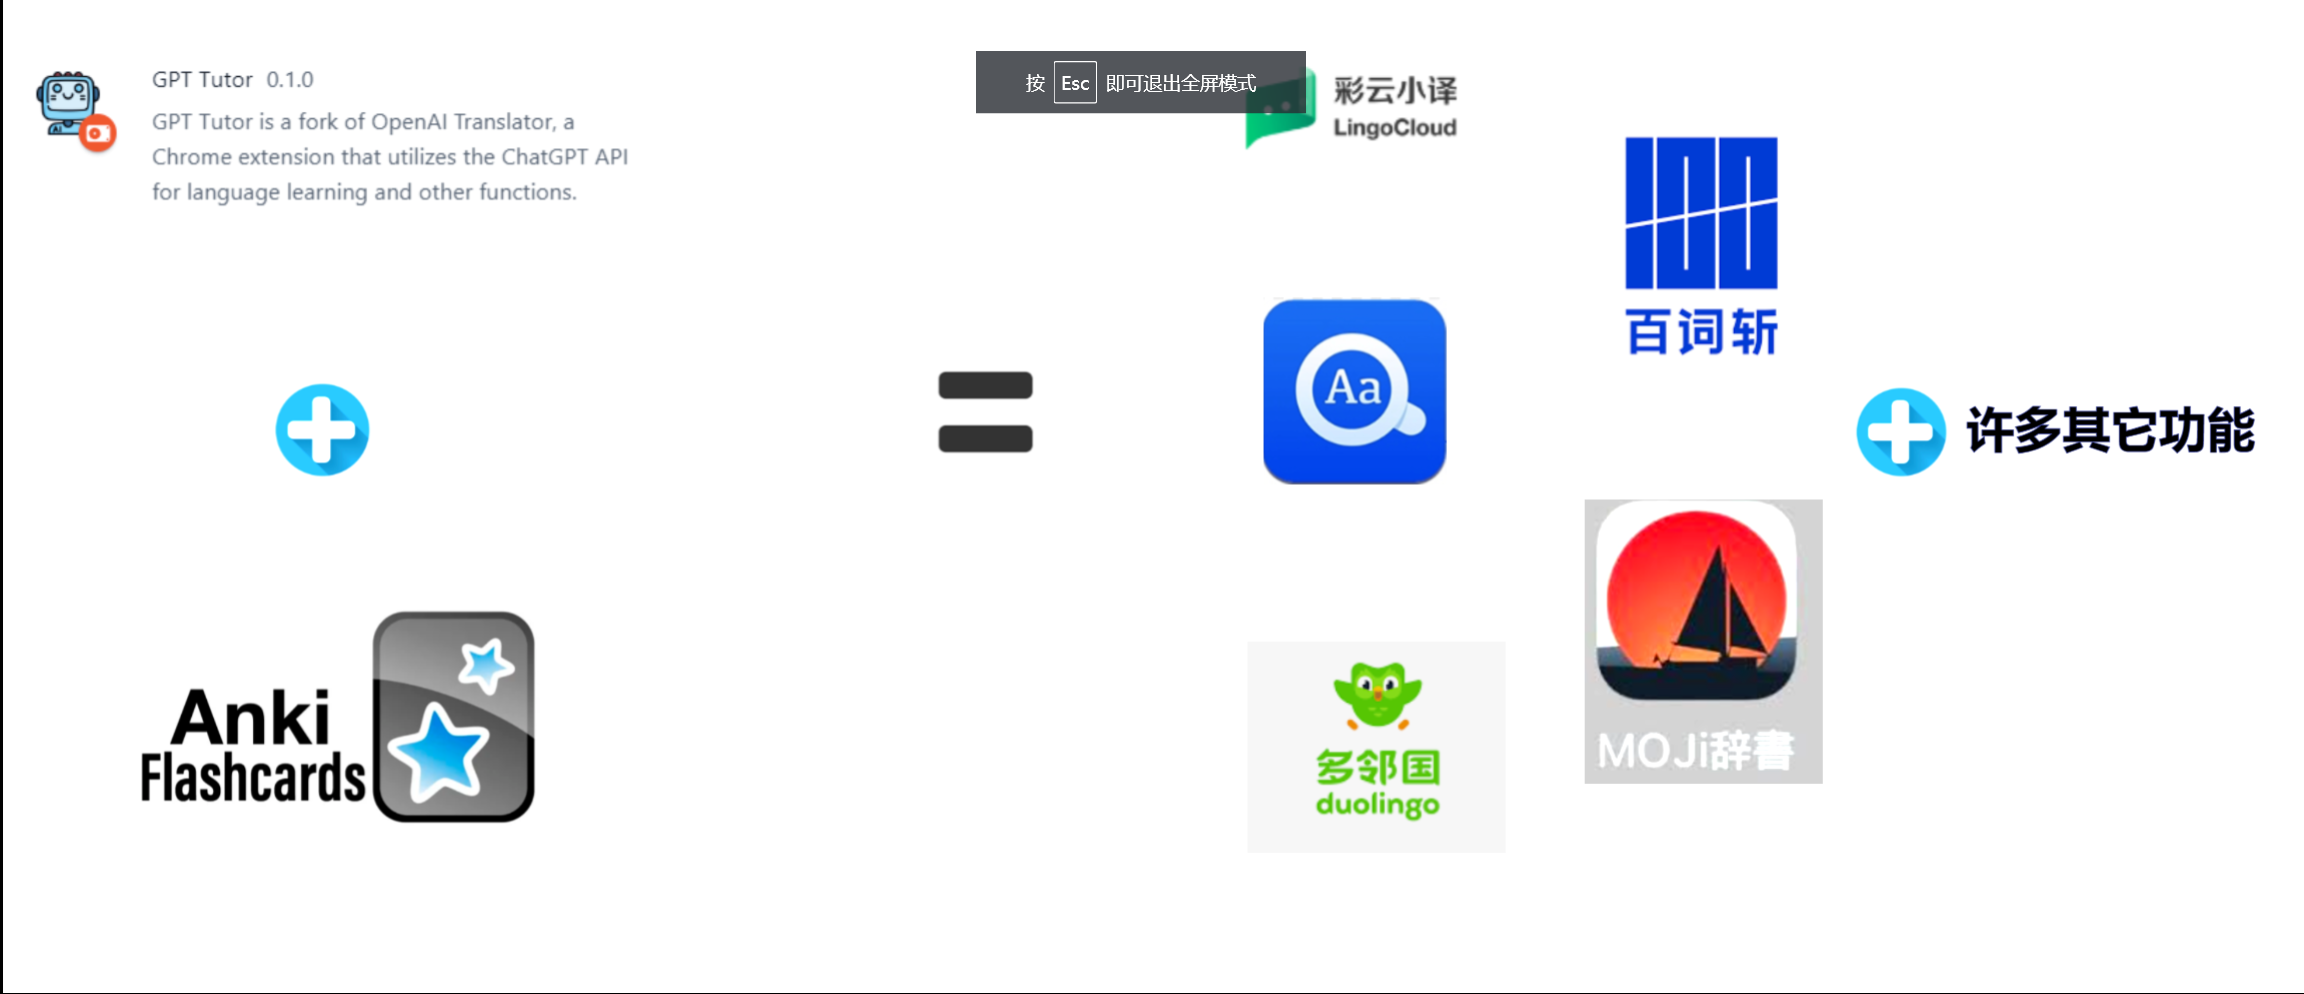 GPT Tutor 0.1.0
GPT Tutor is a fork of OpenAI Translator, a
Chrome extension that utilizes the ChatGPT API
for language learning and other functions.
按 Esc 即可退出全屏模式
彩云小译
LingoCloud
100
百词斩
Aa
许多其它功能
Anki
Flashcards
多邻国
duolingo
MOJi辞書
AI